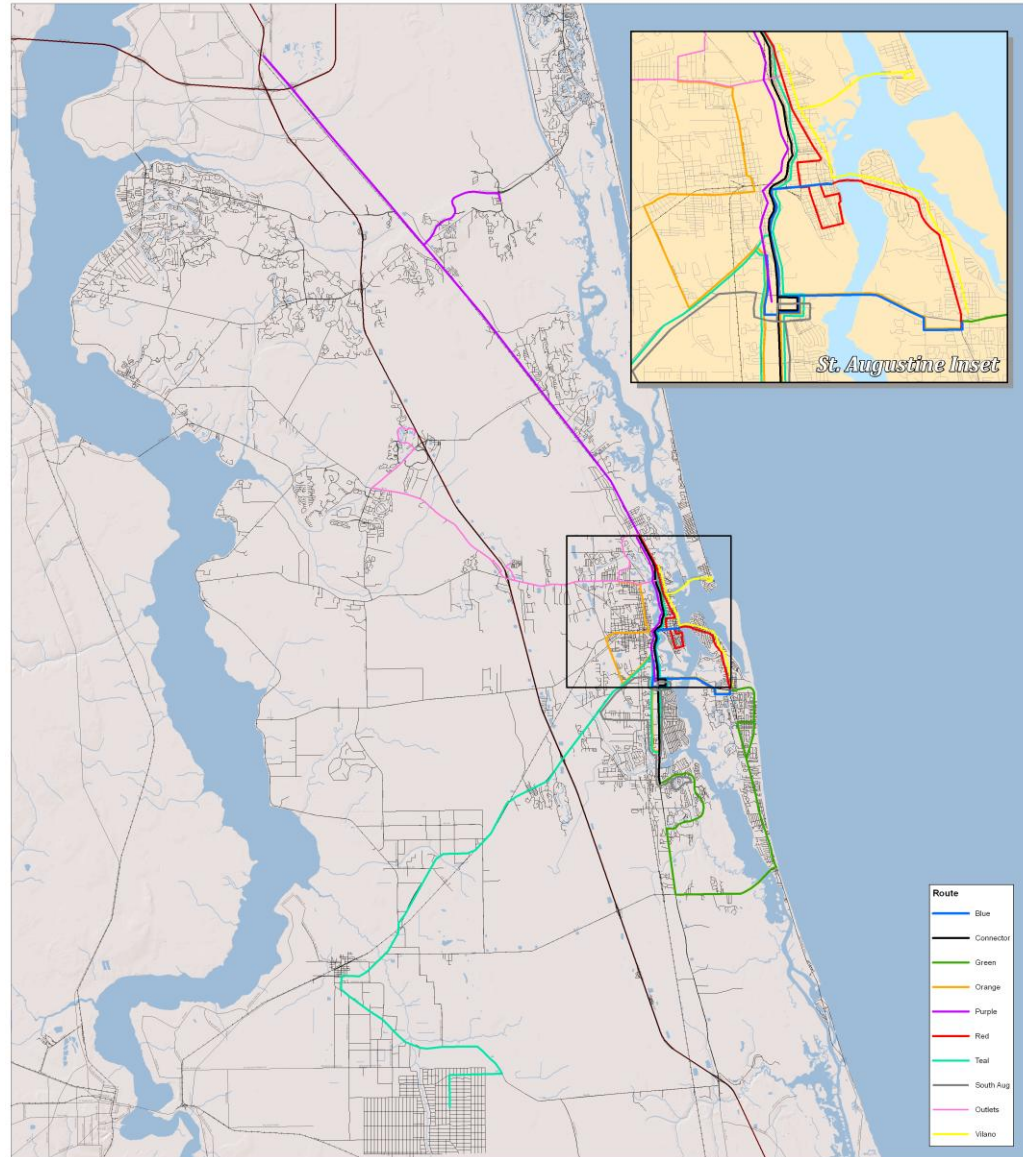 St. Augustine Inset
Route
Blue
Connector
Green
Orange
Purple
Red
Teal
South Aug
Outlets
Vilano